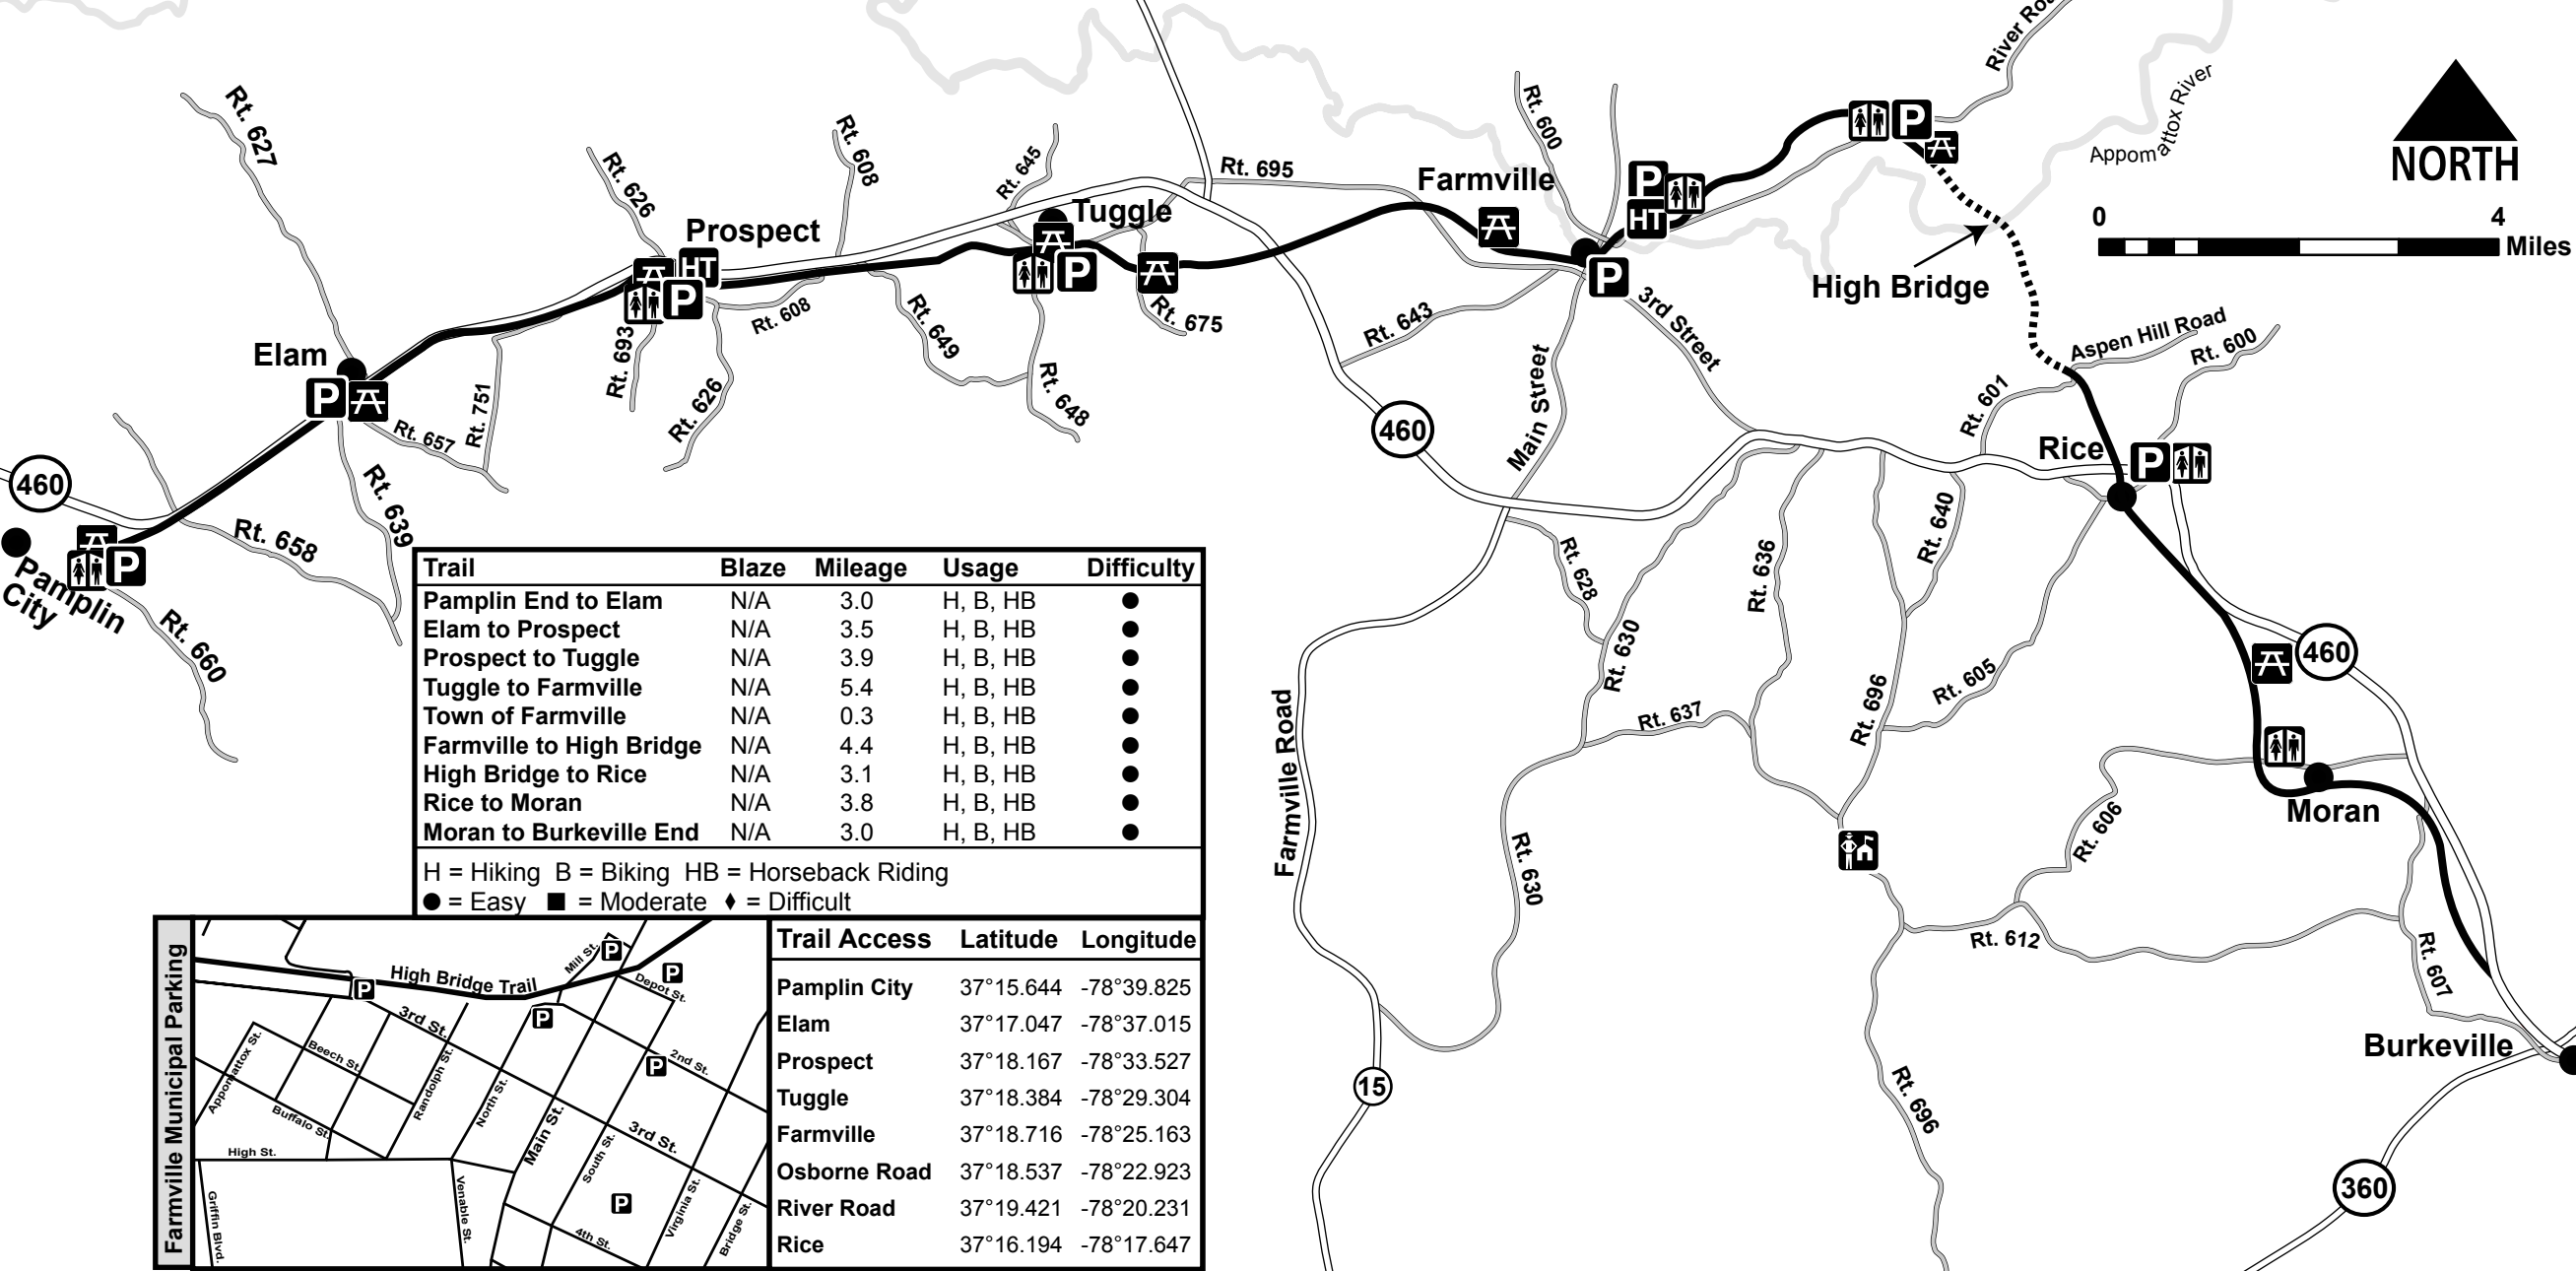 River Roa
Appomattox River
NORTH
0 4
Miles
Rt. 627
Rt. 626
Rt. 608
Rt. 645
Rt. 695
Rt. 600
Farmville
Tuggle
Prospect
HT
HT
P
P
P
P
P
High Bridge
Rt. 608
Rt. 693
Rt. 626
Rt. 649
Rt. 675
Rt. 648
Rt. 643
3rd Street
Main Street
Aspen Hill Road
Rt. 600
Rt. 601
Rice
P
Elam
P
Rt. 751
Rt. 657
Rt. 639
460
460
460
Pamplin
City
P
Rt. 658
Rt. 660
Rt. 628
Rt. 630
Rt. 636
Rt. 640
Rt. 637
Rt. 696
Rt. 605
Farmville Road
Rt. 630
Rt. 606
Moran
Rt. 612
Rt. 607
Burkeville
15
Rt. 696
360
Trail Blaze Mileage Usage Difficulty
Pamplin End to Elam N/A 3.0 H, B, HB ●
Elam to Prospect N/A 3.5 H, B, HB ●
Prospect to Tuggle N/A 3.9 H, B, HB ●
Tuggle to Farmville N/A 5.4 H, B, HB ●
Town of Farmville N/A 0.3 H, B, HB ●
Farmville to High Bridge N/A 4.4 H, B, HB ●
High Bridge to Rice N/A 3.1 H, B, HB ●
Rice to Moran N/A 3.8 H, B, HB ●
Moran to Burkeville End N/A 3.0 H, B, HB ●
H = Hiking B = Biking HB = Horseback Riding
● = Easy ■ = Moderate ♦ = Difficult
Farmville Municipal Parking
High Bridge Trail
Mill St.
Depot St.
P
P
P
P
P
P
3rd St.
2nd St.
Appomattox St.
Beech St.
Buffalo St.
Randolph St.
North St.
Main St.
South St.
3rd St.
High St.
Griffin Blvd.
Venable St.
4th St.
Virginia St.
Bridge St.
Trail Access Latitude Longitude
Pamplin City 37°15.644 -78°39.825
Elam 37°17.047 -78°37.015
Prospect 37°18.167 -78°33.527
Tuggle 37°18.384 -78°29.304
Farmville 37°18.716 -78°25.163
Osborne Road 37°18.537 -78°22.923
River Road 37°19.421 -78°20.231
Rice 37°16.194 -78°17.647